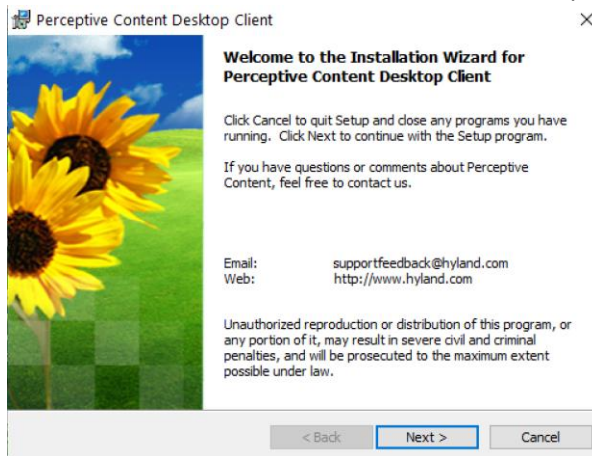 Perceptive Content Desktop Client
Welcome to the Installation Wizard for
Perceptive Content Desktop Client
Click Cancel to quit Setup and close any programs you have
running.  Click Next to continue with the Setup program.
If you have questions or comments about Perceptive
Content, feel free to contact us.
Email: supportfeedback@hyland.com
Web: http://www.hyland.com
Unauthorized reproduction or distribution of this program, or
any portion of it, may result in severe civil and criminal
penalties, and will be prosecuted to the maximum extent
possible under law.
< Back Next > Cancel